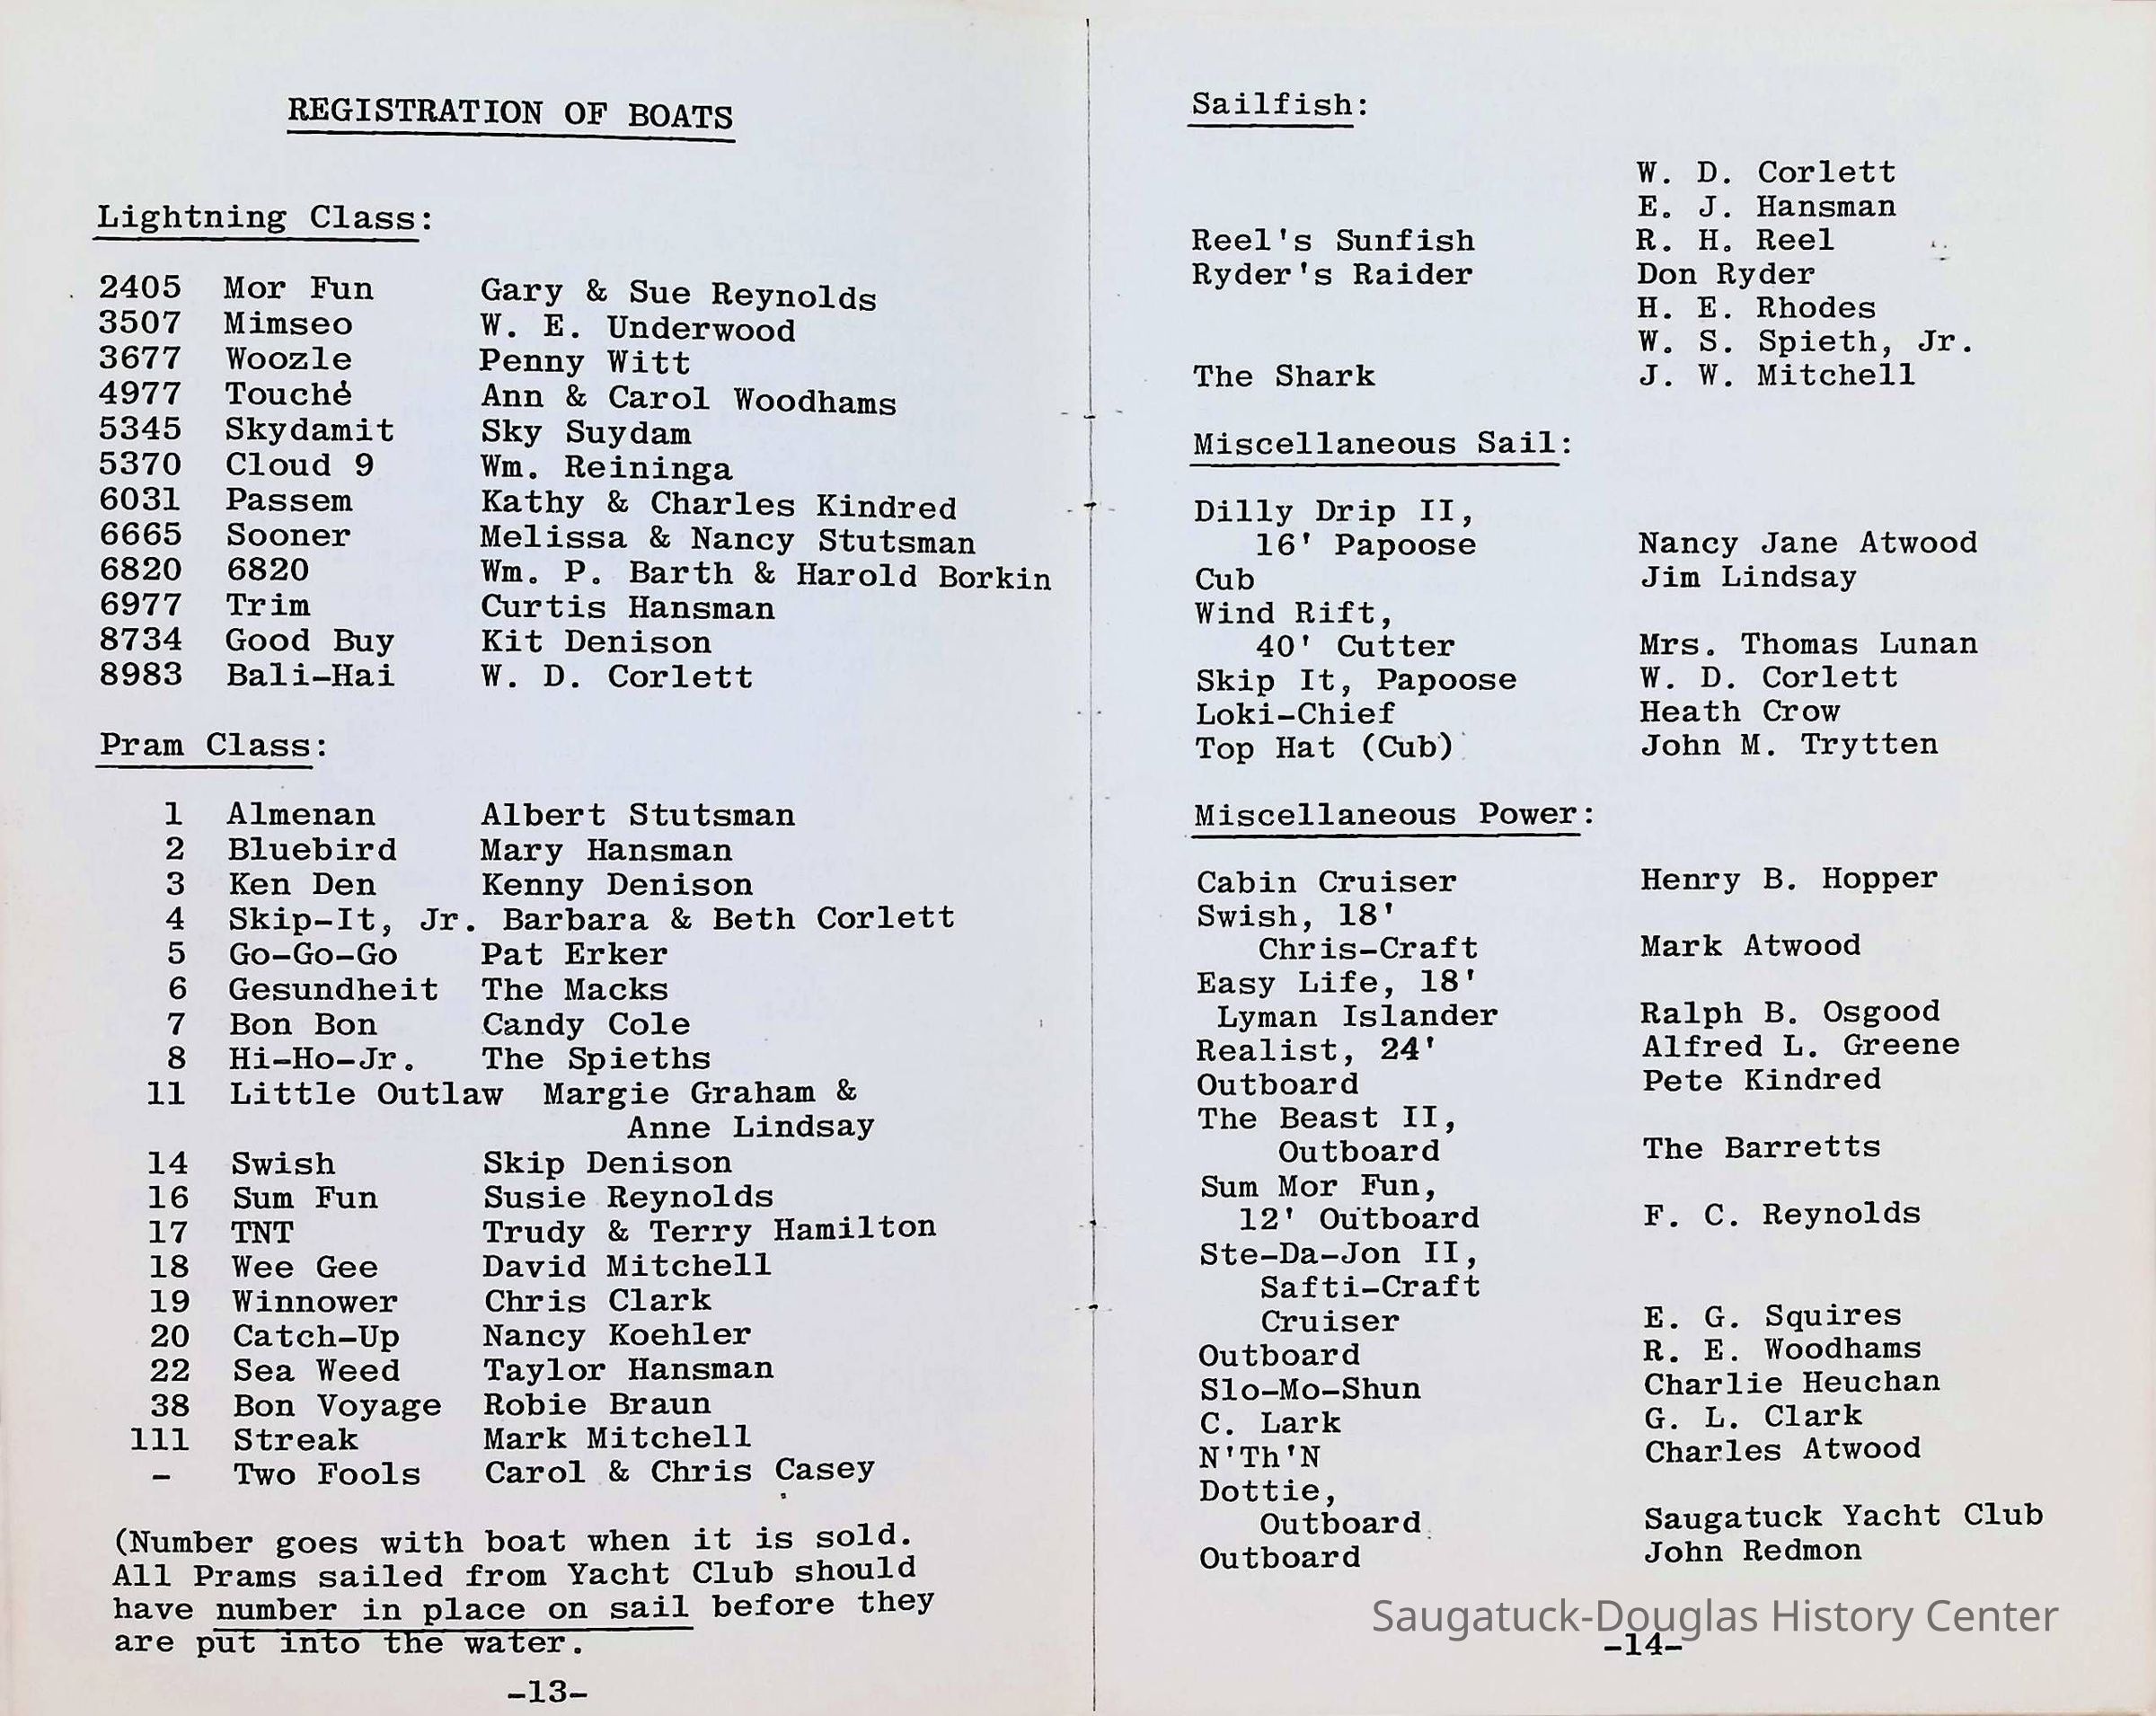 REGISTRATION OF BOATS
Lightning Class:
2405 Mor Fun Gary & Sue Reynolds
3507 Mimseo W. E. Underwood
3677 Woozle Penny Witt
4977 Touché Ann & Carol Woodhams
5345 Skydamit Sky Suydam
5370 Cloud 9 Wm. Reininga
6031 Passem Kathy & Charles Kindred
6665 Sooner Melissa & Nancy Stutsman
6820 6820 Wm. P. Barth & Harold Borkin
6977 Trim Curtis Hansman
8734 Good Buy Kit Denison
8983 Bali-Hai W. D. Corlett
Pram Class:
1 Almenan Albert Stutsman
2 Bluebird Mary Hansman
3 Ken Den Kenny Denison
4 Skip-It, Jr. Barbara & Beth Corlett
5 Go-Go-Go Pat Erker
6 Gesundheit The Macks
7 Bon Bon Candy Cole
8 Hi-Ho-Jr. The Spieths
11 Little Outlaw Margie Graham &
Anne Lindsay
14 Swish Skip Denison
16 Sum Fun Susie Reynolds
17 TNT Trudy & Terry Hamilton
18 Wee Gee David Mitchell
19 Winnower Chris Clark
20 Catch-Up Nancy Koehler
22 Sea Weed Taylor Hansman
38 Bon Voyage Robie Braun
111 Streak Mark Mitchell
- Two Fools Carol & Chris Casey
(Number goes with boat when it is sold.
All Prams sailed from Yacht Club should
have number in place on sail before they
are put into the water.
-13-
Sailfish:
W. D. Corlett
E. J. Hansman
Reel's Sunfish R. H. Reel
Ryder's Raider Don Ryder
H. E. Rhodes
W. S. Spieth, Jr.
The Shark J. W. Mitchell
Miscellaneous Sail:
Dilly Drip II,
16' Papoose Nancy Jane Atwood
Cub Jim Lindsay
Wind Rift,
40' Cutter Mrs. Thomas Lunan
Skip It, Papoose W. D. Corlett
Loki-Chief Heath Crow
Top Hat (Cub) John M. Trytten
Miscellaneous Power:
Cabin Cruiser Henry B. Hopper
Swish, 18'
Chris-Craft Mark Atwood
Easy Life, 18'
Lyman Islander Ralph B. Osgood
Realist, 24' Alfred L. Greene
Outboard Pete Kindred
The Beast II,
Outboard The Barretts
Sum Mor Fun,
12' Outboard F. C. Reynolds
Ste-Da-Jon II,
Safti-Craft
Cruiser E. G. Squires
Outboard R. E. Woodhams
Slo-Mo-Shun Charlie Heuchan
C. Lark G. L. Clark
N'Th'N Charles Atwood
Dottie,
Outboard Saugatuck Yacht Club
Outboard John Redmon
Saugatuck-Douglas History Center
-14-